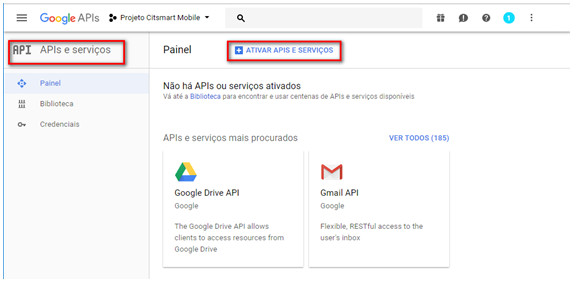 Google APIs
Projeto Citsmart Mobile
1
API APIs e serviços
Painel
ATIVAR APIS E SERVIÇOS
Painel
Biblioteca
Credenciais
Não há APIs ou serviços ativados
Vá até a Biblioteca para encontrar e usar centenas de APIs e serviços disponíveis
APIs e serviços mais procurados
VER TODOS (185)
Google Drive API
Google
The Google Drive API allows
clients to access resources from
Google Drive
Gmail API
Google
Flexible, RESTful access to the
user's inbox